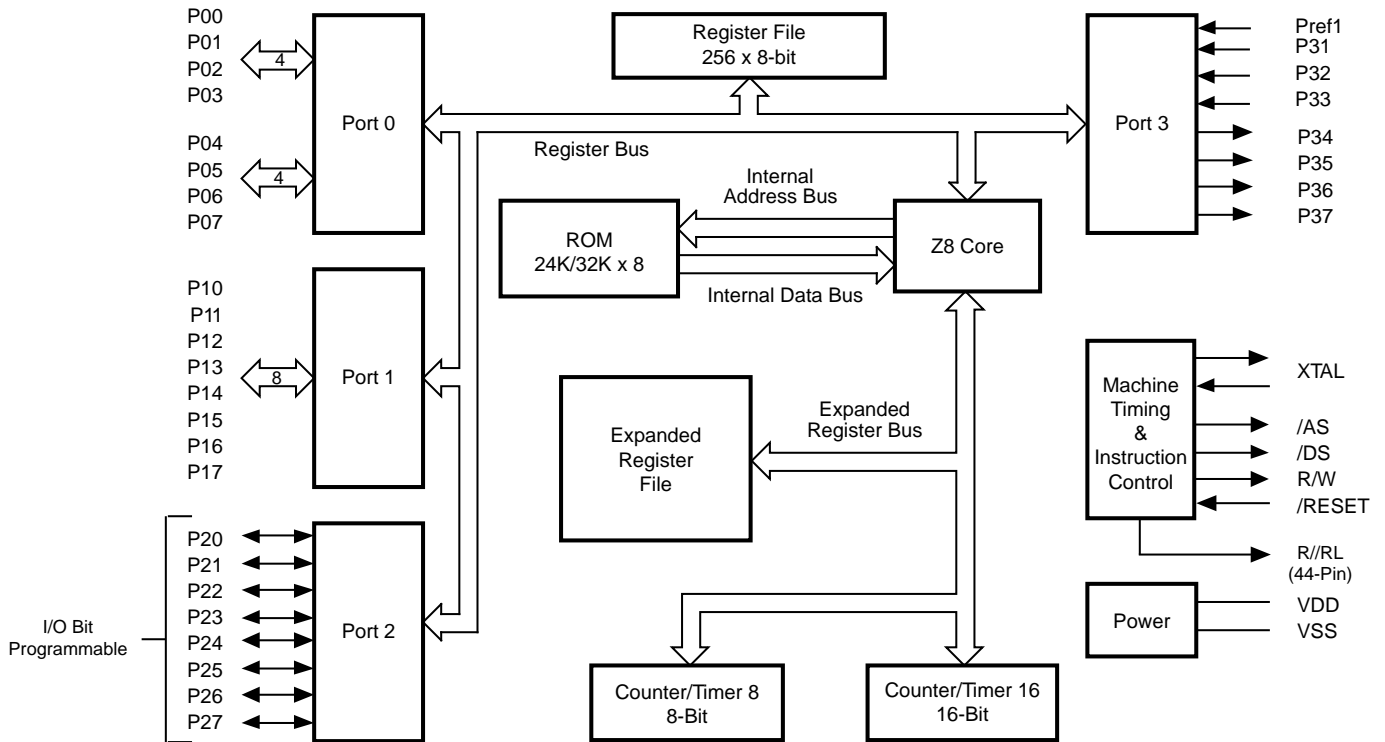 P00
P01
P02
P03
4
P04
P05
P06
P07
4
Port 0
P10
P11
P12
P13
P14
P15
P16
P17
8
Port 1
I/O Bit
Programmable
P20
P21
P22
P23
P24
P25
P26
P27
Port 2
Register File
256 x 8-bit
Register Bus
Internal
Address Bus
ROM
24K/32K x 8
Internal Data Bus
Z8 Core
Expanded
Register
File
Expanded
Register Bus
Counter/Timer 8
8-Bit
Counter/Timer 16
16-Bit
Port 3
Pref1
P31
P32
P33
P34
P35
P36
P37
Machine
Timing
&
Instruction
Control
XTAL
/AS
/DS
R/W
/RESET
R//RL
(44-Pin)
Power
VDD
VSS